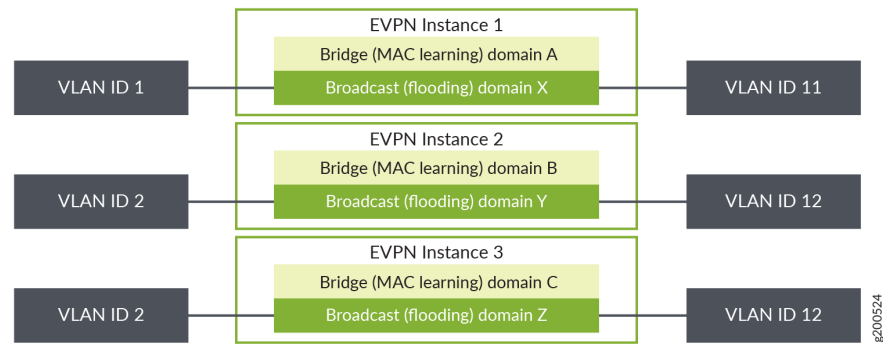 EVPN Instance 1
Bridge (MAC learning) domain A
VLAN ID 1
Broadcast (flooding) domain X
VLAN ID 11
EVPN Instance 2
Bridge (MAC learning) domain B
VLAN ID 2
Broadcast (flooding) domain Y
VLAN ID 12
EVPN Instance 3
Bridge (MAC learning) domain C
VLAN ID 2
Broadcast (flooding) domain Z
VLAN ID 12
g200524